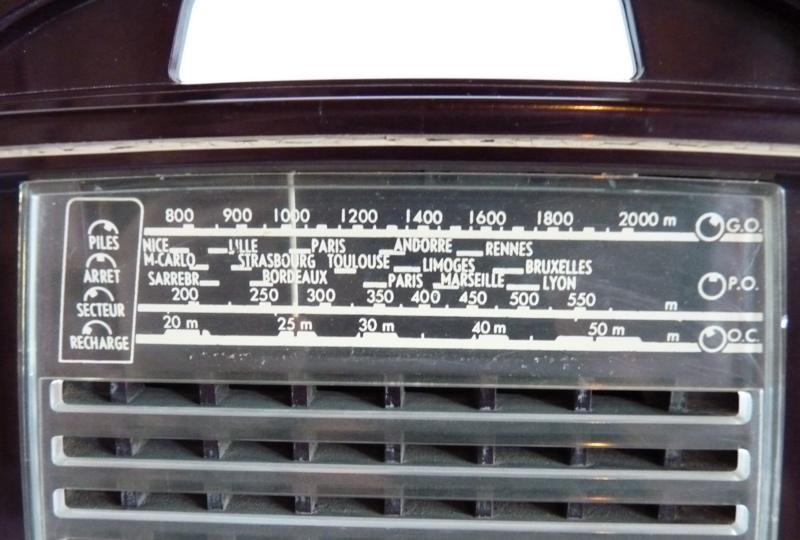 800 900 1000 1200 1400 1600 1800 2000 m G.O.
PILES
NICE LILLE PARIS ANDORRE RENNES
M-CARLO STRASBOURG TOULOUSE LIMOGES BRUXELLES
ARRET
SARREBR. BORDEAUX PARIS MARSEILLE LYON P.O.
200 250 300 350 400 450 500 550 m
SECTEUR
20 m 25 m 30 m 40 m 50 m m O.C.
RECHARGE